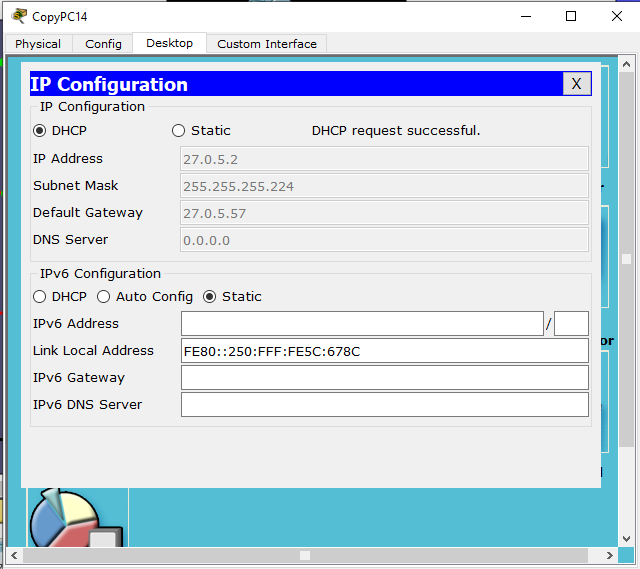 CopyPC14
Physical Config Desktop Custom Interface
IP Configuration X
IP Configuration
DHCP Static DHCP request successful.
IP Address 27.0.5.2
Subnet Mask 255.255.255.224
Default Gateway 27.0.5.57
DNS Server 0.0.0.0
IPv6 Configuration
DHCP Auto Config Static
IPv6 Address /
Link Local Address FE80::250:FFF:FE5C:678C
IPv6 Gateway
IPv6 DNS Server